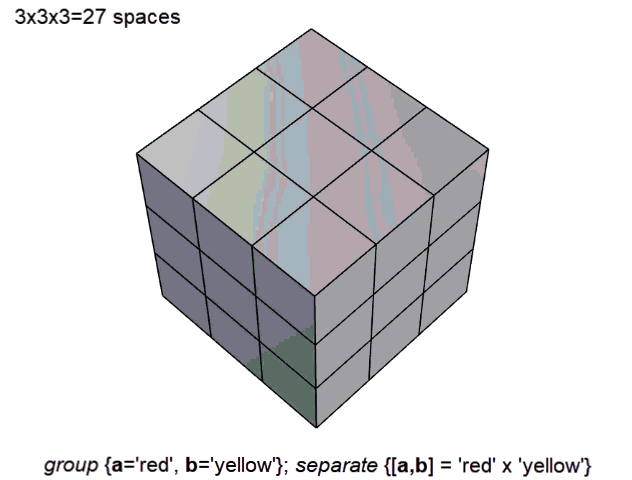 3x3x3=27 spaces
group {a='red', b='yellow'}; separate {[a,b] = 'red' x 'yellow'}